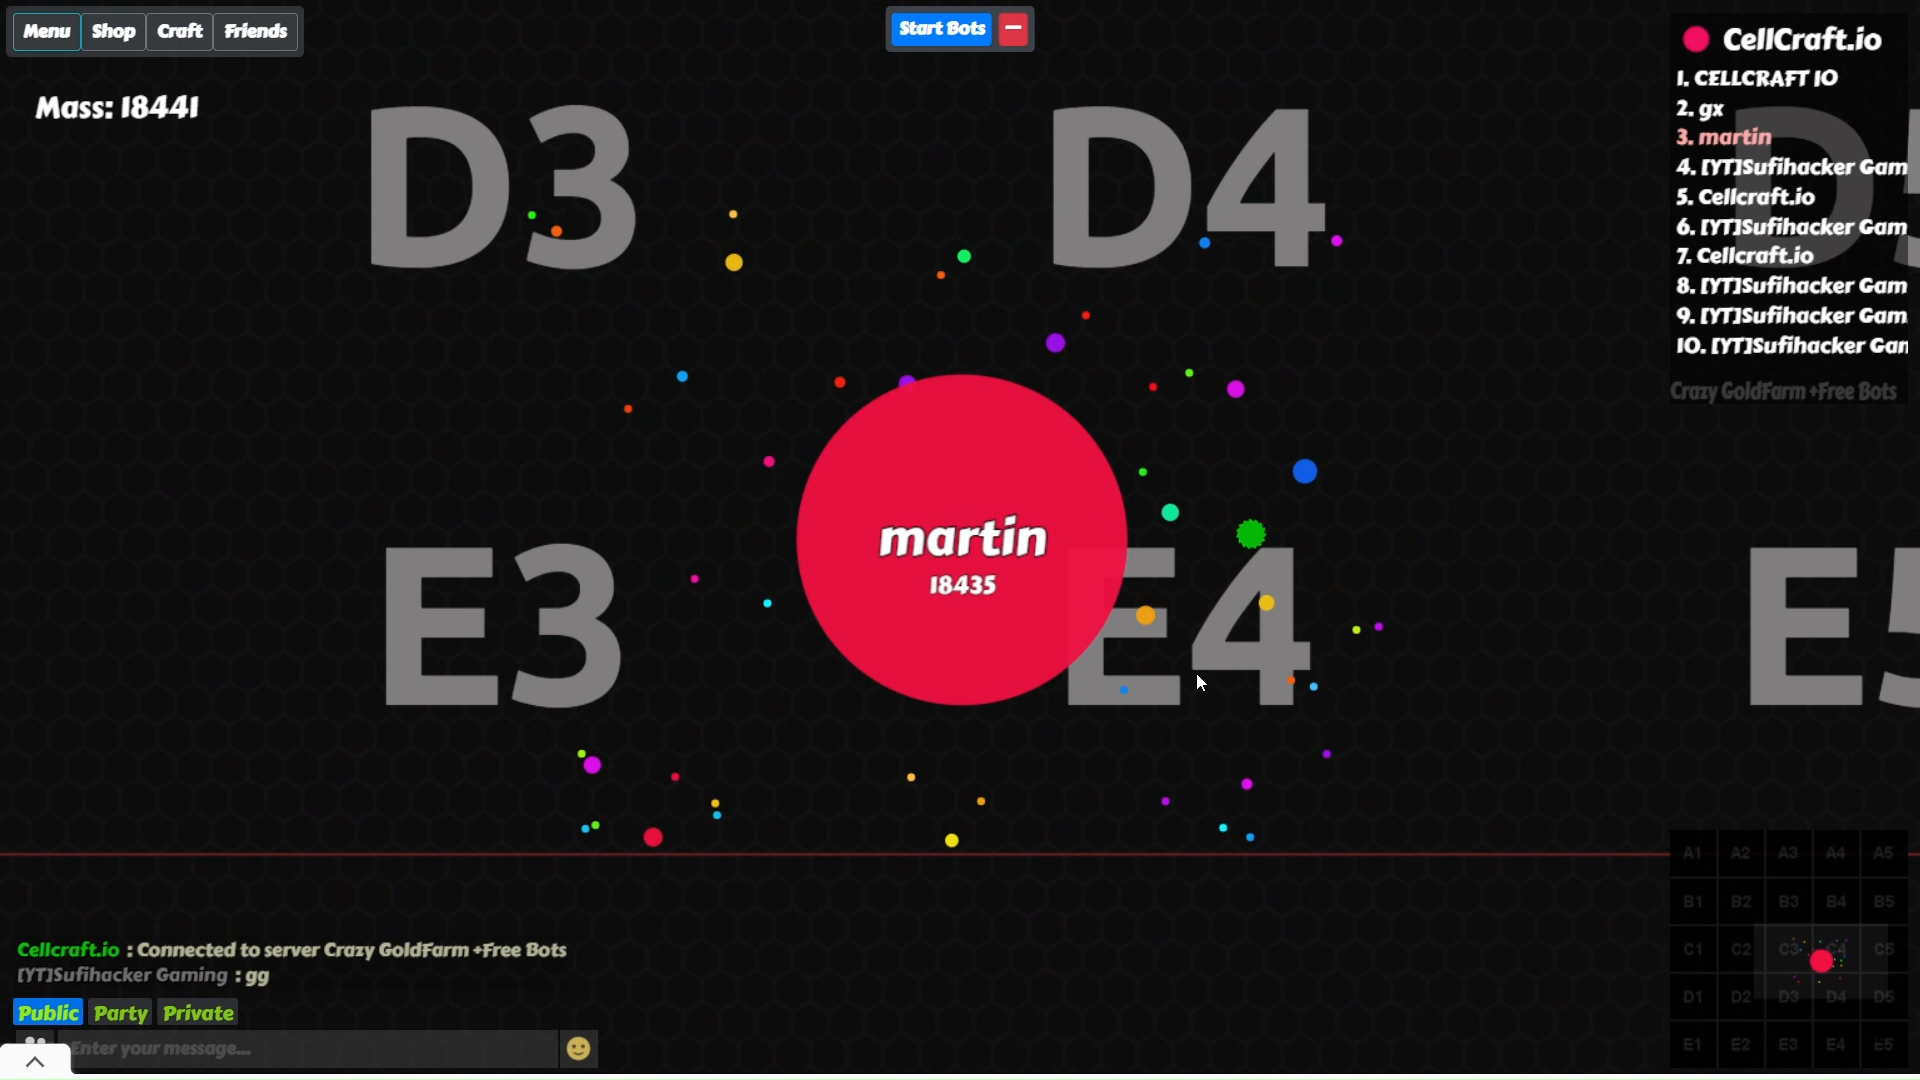 Menu Shop Craft Friends
Start Bots
CellCraft.io
Mass: 18441
1. CELLCRAFT IO
2. gx
3. martin
4. [YT]Sufihacker Gam
5. Cellcraft.io
6. [YT]Sufihacker Gam
7. Cellcraft.io
8. [YT]Sufihacker Gam
9. [YT]Sufihacker Gam
10. [YT]Sufihacker Gam
Crazy GoldFarm +Free Bots
D3 D4 D5
martin
18435
E3 E4 E5
A1 A2 A3 A4 A5
B1 B2 B3 B4 B5
C1 C2 C3 C4 C5
D1 D2 D3 D4 D5
E1 E2 E3 E4 E5
Cellcraft.io : Connected to server Crazy GoldFarm +Free Bots
[YT]Sufihacker Gaming : gg
Public Party Private
Enter your message...